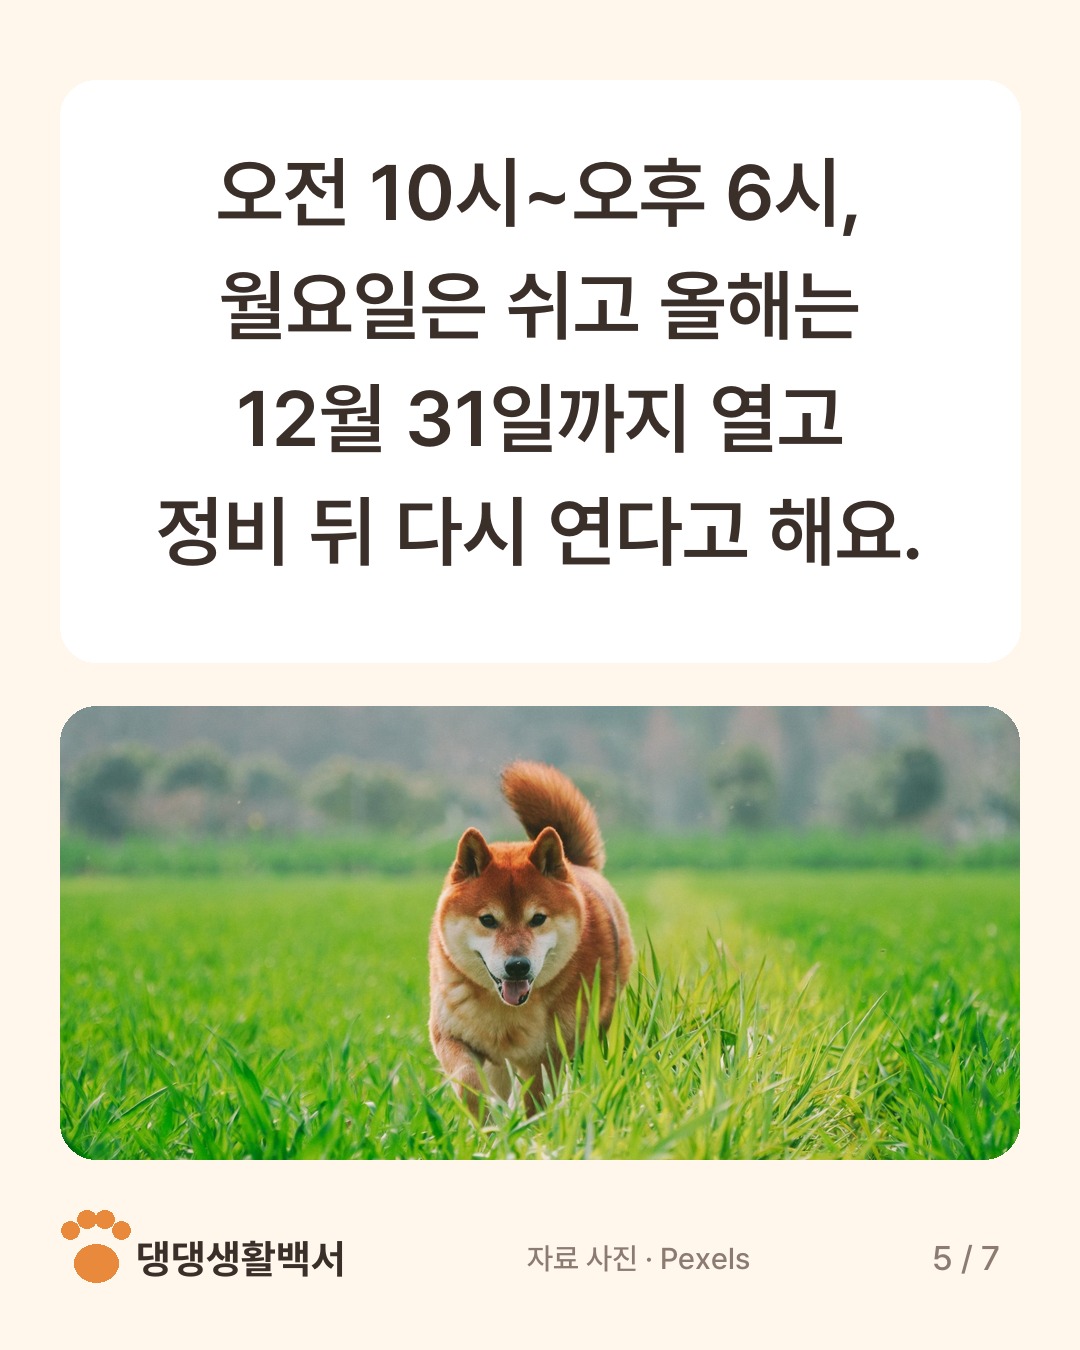 오전 10시~오후 6시,
월요일은 쉬고 올해는
12월 31일까지 열고
정비 뒤 다시 연다고 해요.
댕댕생활백서
자료 사진 · Pexels
5 / 7